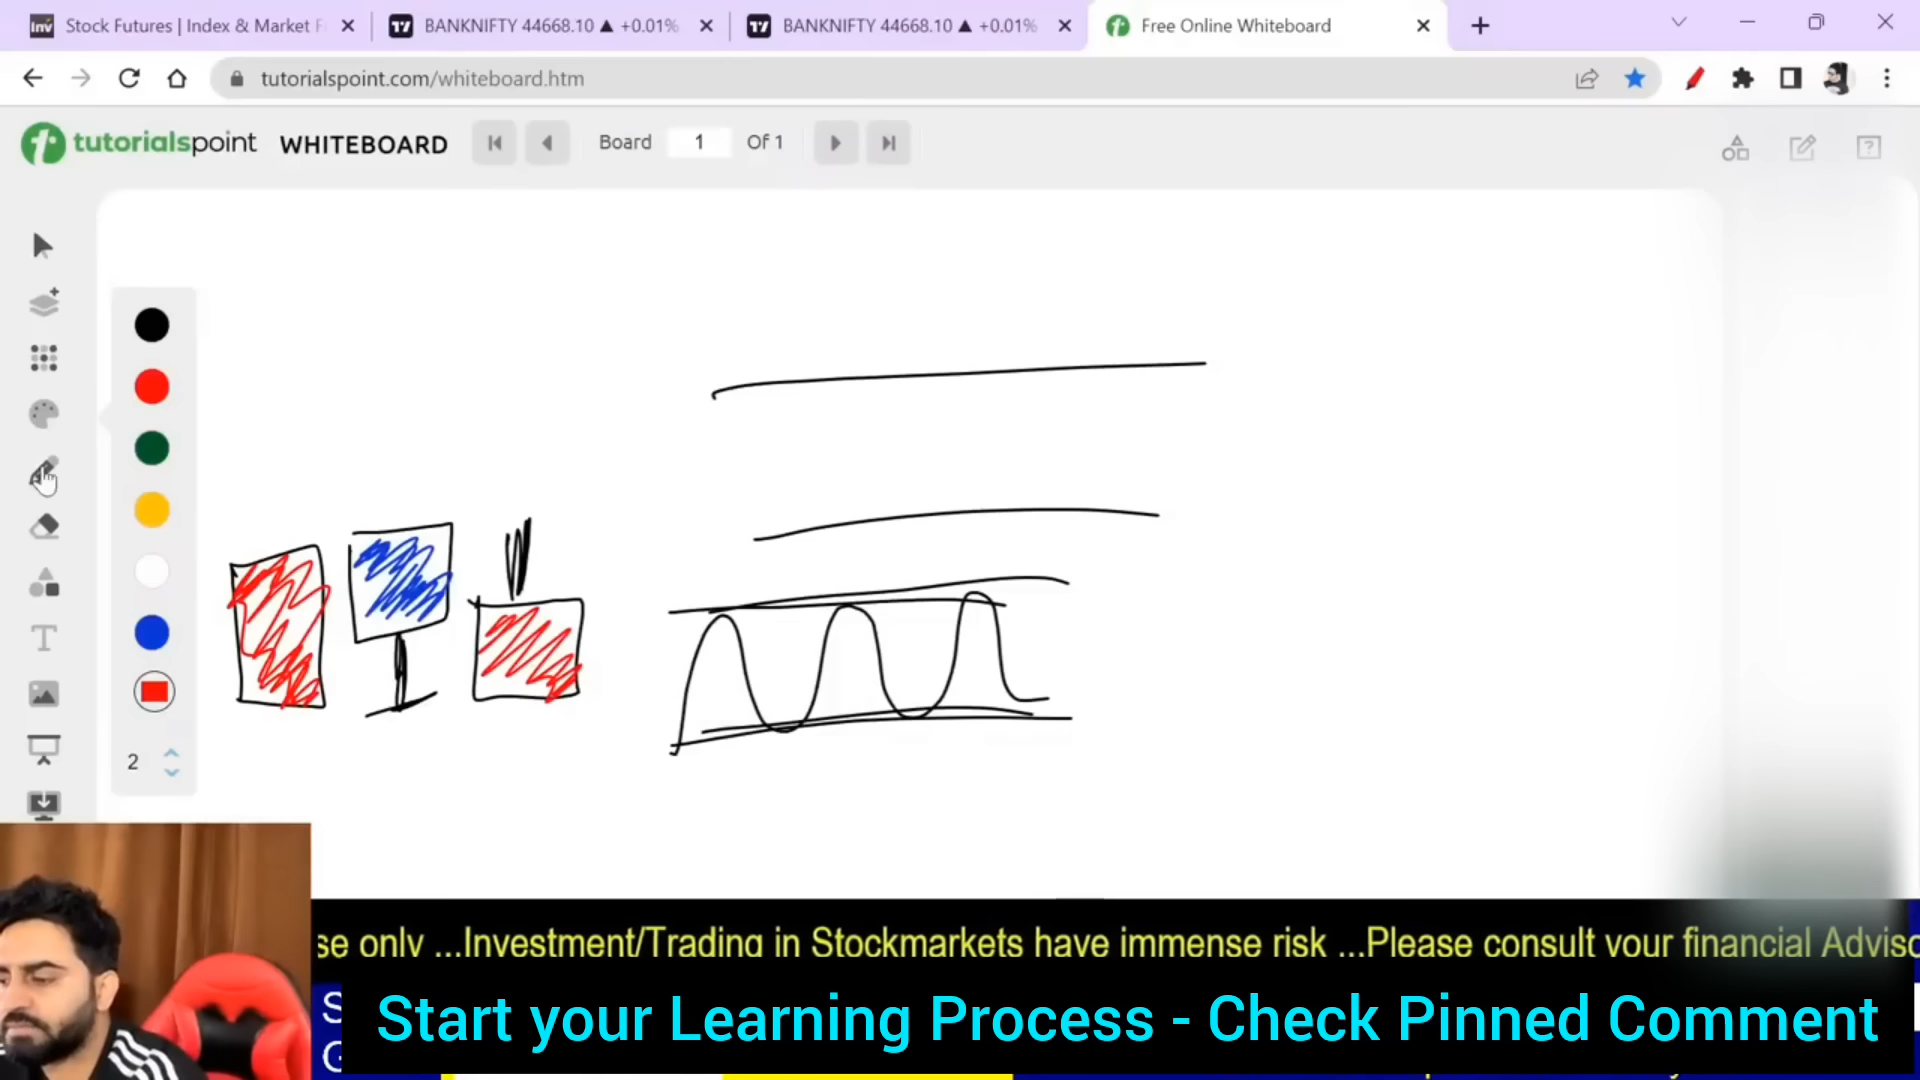 Stock Futures | Index & Market F
BANKNIFTY 44668.10 ▲ +0.01%
BANKNIFTY 44668.10 ▲ +0.01%
Free Online Whiteboard
tutorialspoint.com/whiteboard.htm
tutorialspoint WHITEBOARD Board 1 Of 1
2
se only ...Investment/Trading in Stockmarkets have immense risk ...Please consult your financial Adviso
Start your Learning Process - Check Pinned Comment